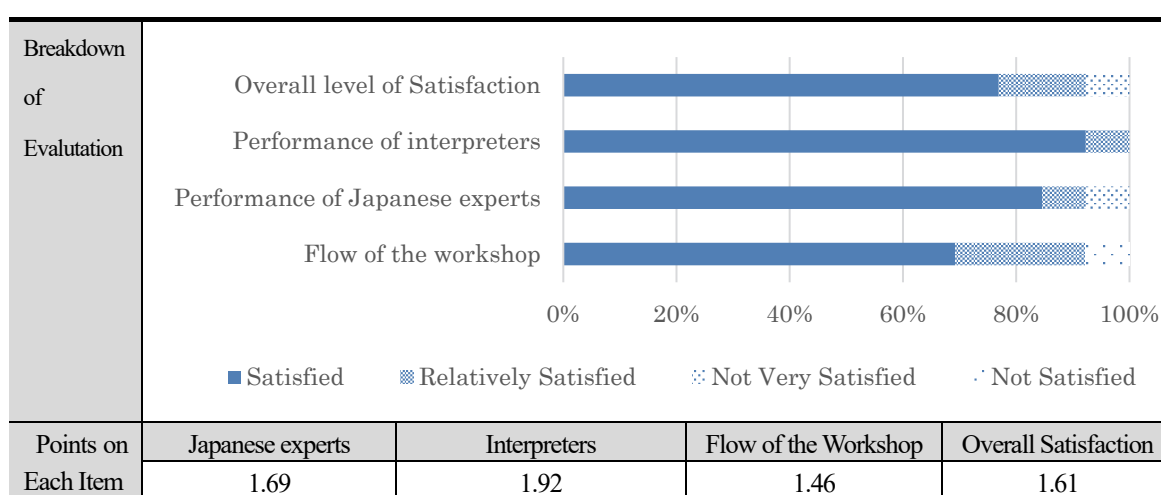 Breakdown
of
Evalutation
Overall level of Satisfaction
Performance of interpreters
Performance of Japanese experts
Flow of the workshop
0% 20% 40% 60% 80% 100%
Satisfied Relatively Satisfied Not Very Satisfied Not Satisfied
Points on
Each Item
Japanese experts Interpreters Flow of the Workshop Overall Satisfaction
1.69 1.92 1.46 1.61